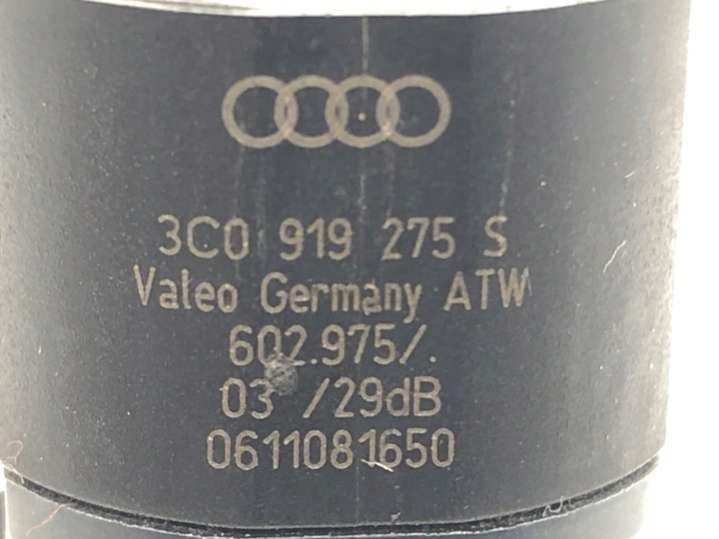 3C0 919 275 S
Valeo Germany ATW
602.975/.
03 /29dB
0611081650